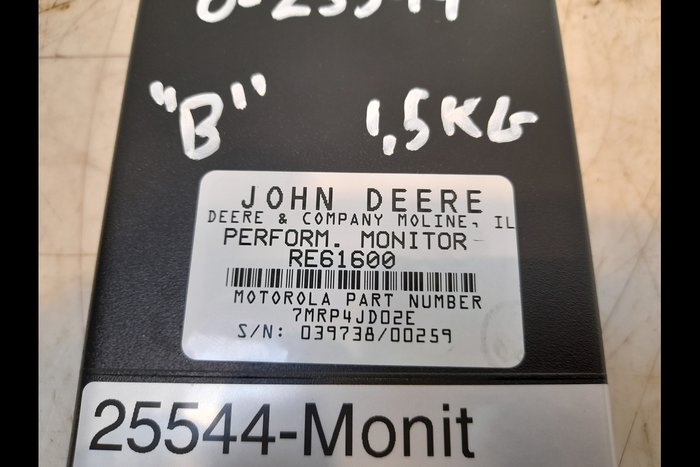 "B" 1,5KG
JOHN DEERE
DEERE & COMPANY MOLINE, IL
PERFORM. MONITOR
RE61600
MOTOROLA PART NUMBER
7MRP4JD02E
S/N: 039738/00259
25544-Monit